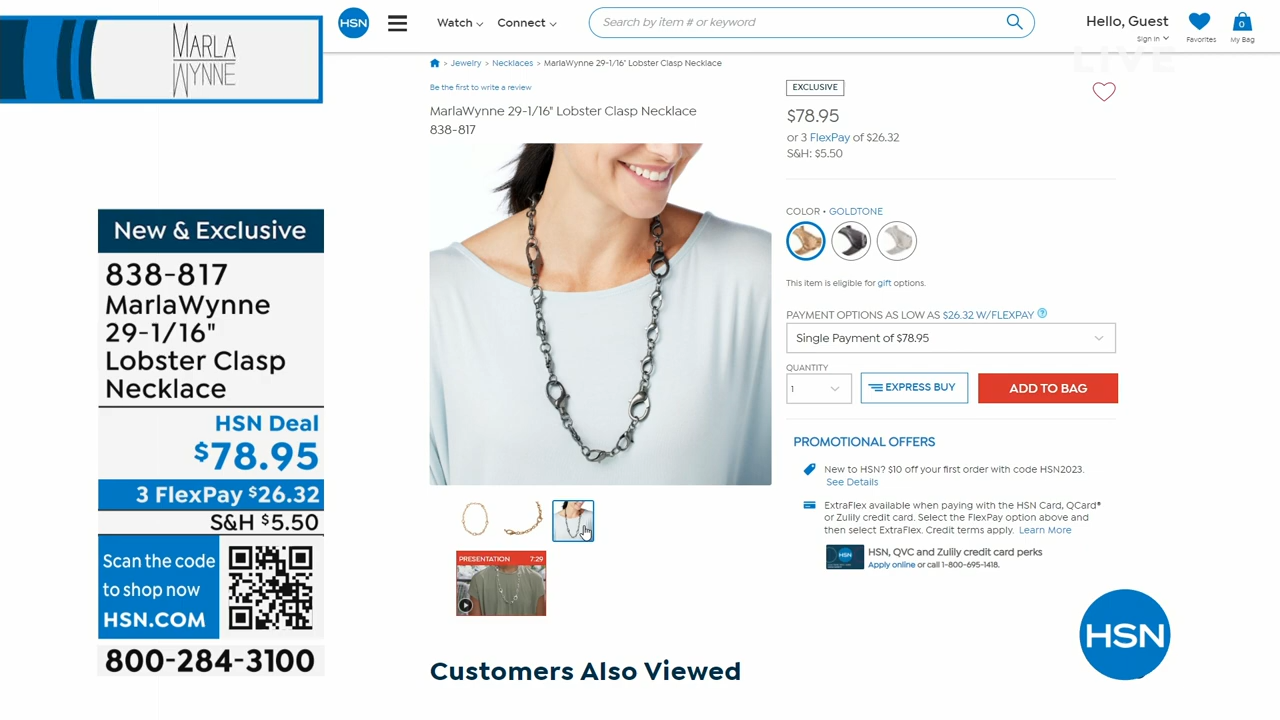 MARLA
WYNNE
New & Exclusive
838-817
MarlaWynne
29-1/16"
Lobster Clasp
Necklace
HSN Deal
$78.95
3 FlexPay $26.32
S&H $5.50
Scan the code
to shop now
HSN.COM
800-284-3100
HSN
Watch
Connect
Search by item # or keyword
Hello, Guest
Sign in
Favorites
0
My Bag
LIVE
Jewelry > Necklaces > MarlaWynne 29-1/16" Lobster Clasp Necklace
Be the first to write a review
MarlaWynne 29-1/16" Lobster Clasp Necklace
838-817
PRESENTATION 7:29
EXCLUSIVE
$78.95
or 3 FlexPay of $26.32
S&H: $5.50
COLOR • GOLDTONE
This item is eligible for gift options.
PAYMENT OPTIONS AS LOW AS $26.32 W/FLEXPAY ?
Single Payment of $78.95
QUANTITY
1
EXPRESS BUY
ADD TO BAG
PROMOTIONAL OFFERS
New to HSN? $10 off your first order with code HSN2023.
See Details
ExtraFlex available when paying with the HSN Card, QCard®
or Zulily credit card. Select the FlexPay option above and
then select ExtraFlex. Credit terms apply. Learn More
HSN
HSN, QVC and Zulily credit card perks
Apply online or call 1-800-695-1418.
HSN
Customers Also Viewed